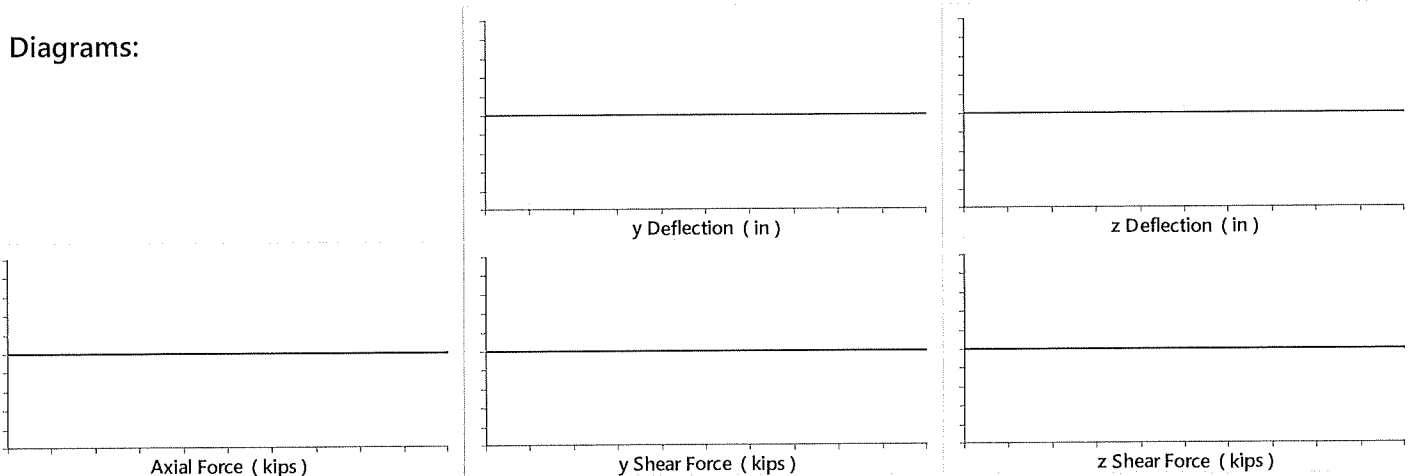 Diagrams:
y Deflection ( in )
z Deflection ( in )
Axial Force ( kips )
y Shear Force ( kips )
z Shear Force ( kips )